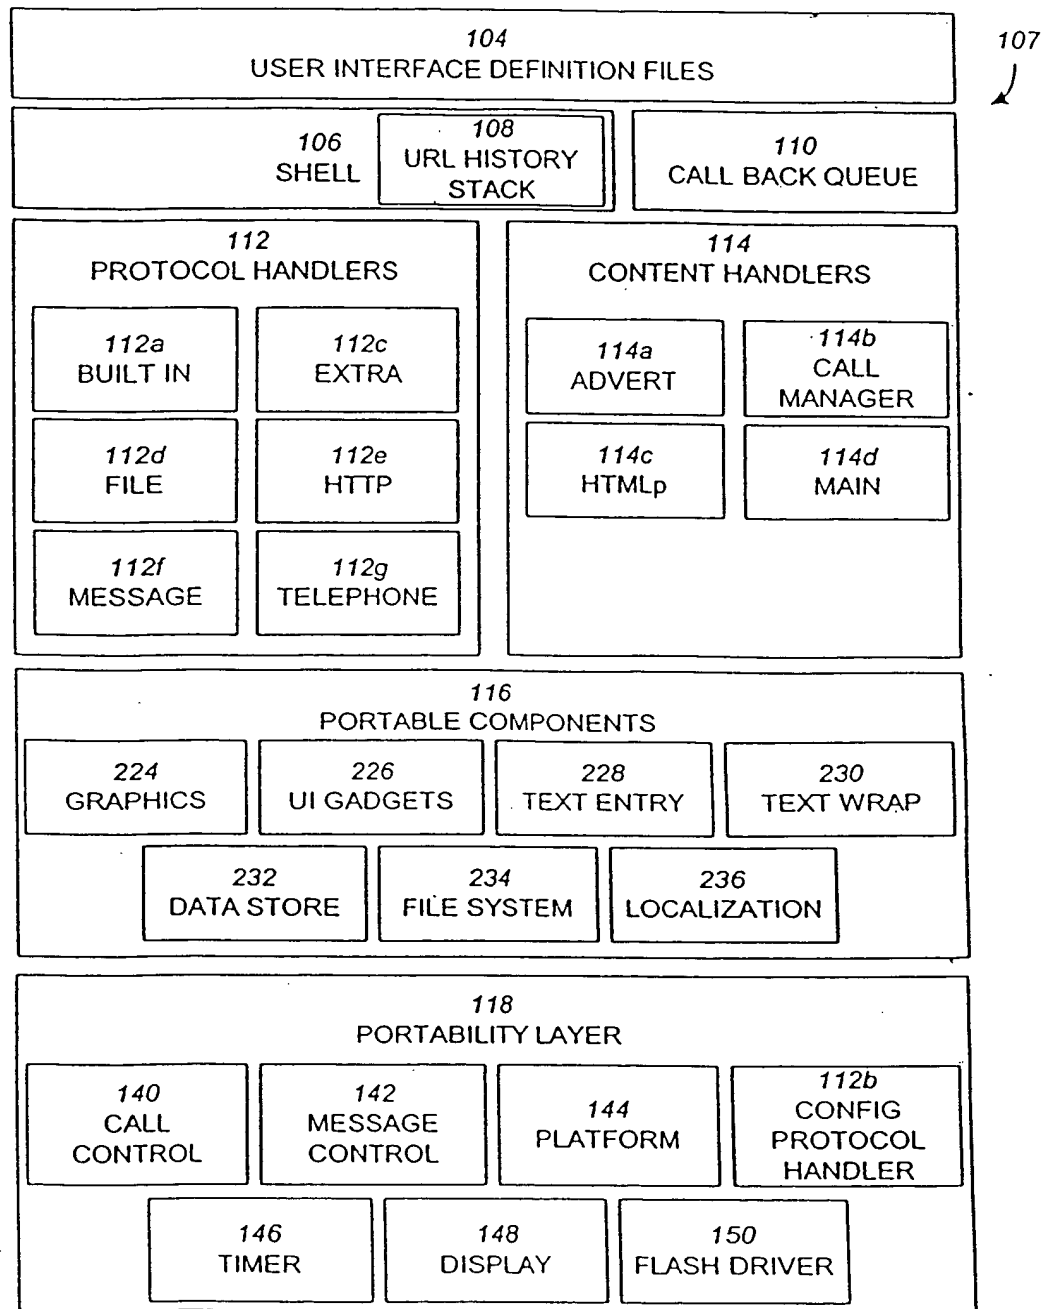 104
USER INTERFACE DEFINITION FILES
107
106
SHELL
108
URL HISTORY
STACK
110
CALL BACK QUEUE
112
PROTOCOL HANDLERS
112a
BUILT IN
112c
EXTRA
112d
FILE
112e
HTTP
112f
MESSAGE
112g
TELEPHONE
114
CONTENT HANDLERS
114a
ADVERT
114b
CALL
MANAGER
114c
HTMLp
114d
MAIN
116
PORTABLE COMPONENTS
224
GRAPHICS
226
UI GADGETS
228
TEXT ENTRY
230
TEXT WRAP
232
DATA STORE
234
FILE SYSTEM
236
LOCALIZATION
118
PORTABILITY LAYER
140
CALL
CONTROL
142
MESSAGE
CONTROL
144
PLATFORM
112b
CONFIG
PROTOCOL
HANDLER
146
TIMER
148
DISPLAY
150
FLASH DRIVER